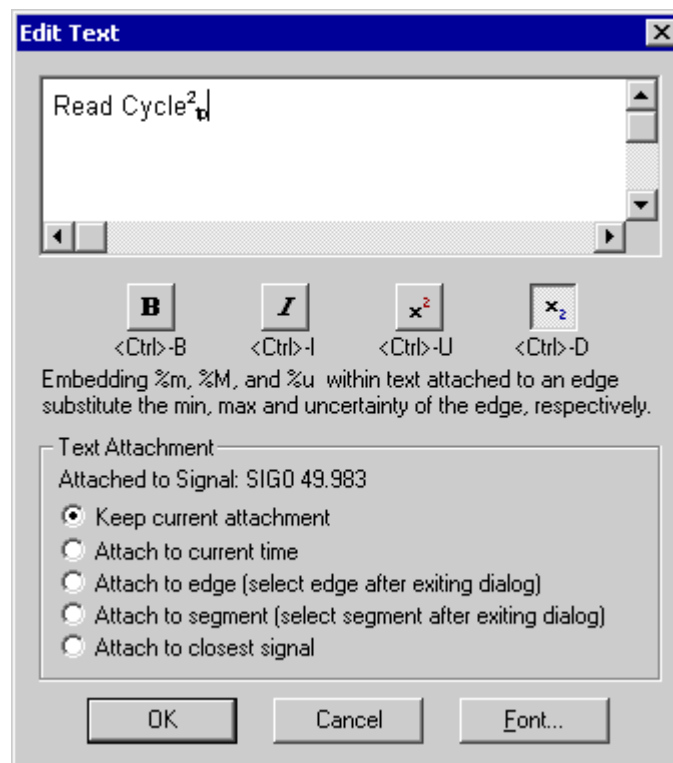 Edit Text
Read Cycle²
B I x² x₂
<Ctrl>-B <Ctrl>-I <Ctrl>-U <Ctrl>-D
Embedding %m, %M, and %u within text attached to an edge
substitute the min, max and uncertainty of the edge, respectively.
Text Attachment
Attached to Signal: SIG0 49.983
Keep current attachment
Attach to current time
Attach to edge (select edge after exiting dialog)
Attach to segment (select segment after exiting dialog)
Attach to closest signal
OK Cancel Font...